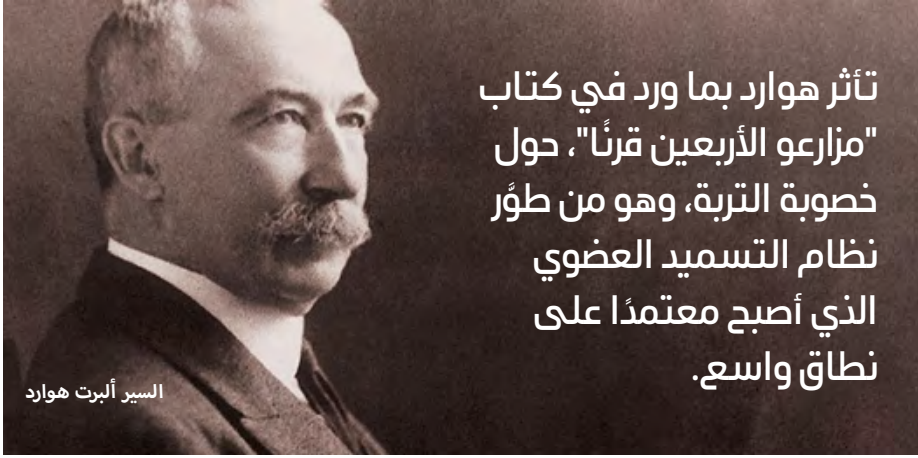 تأثر هوارد بما ورد في كتاب
"مزارعو الأربعين قرنًا"، حول
خصوبة التربة، وهو من طوَّر
نظام التسميد العضوي
الذي أصبح معتمدًا على
نطاق واسع.
السير ألبرت هوارد